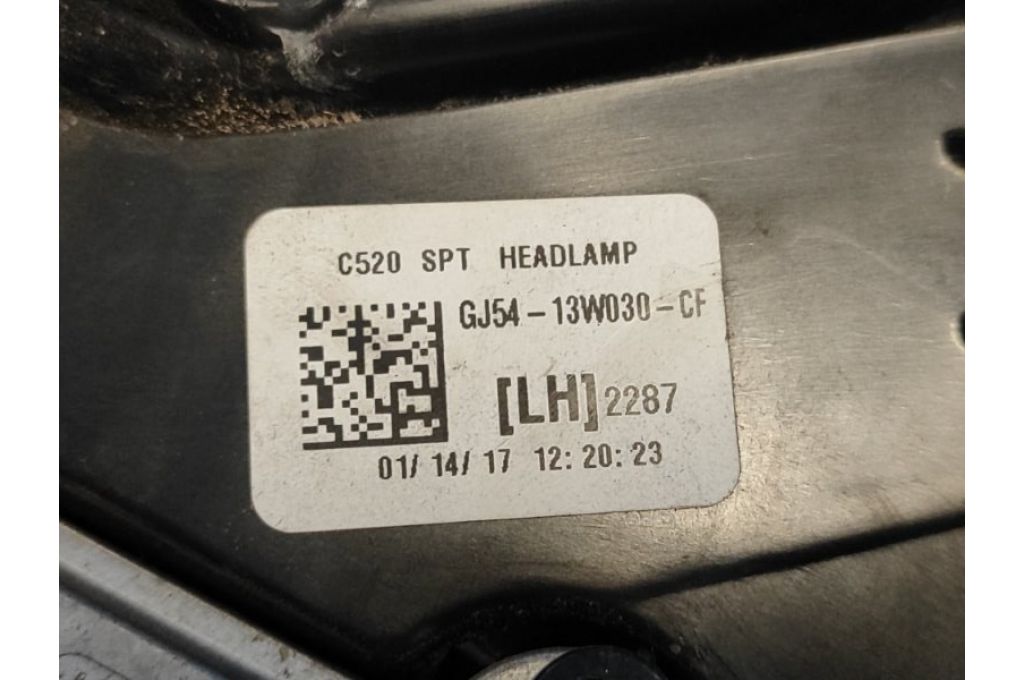 C520 SPT HEADLAMP
GJ54-13W030-CF
[LH] 2287
01/14/17 12:20:23